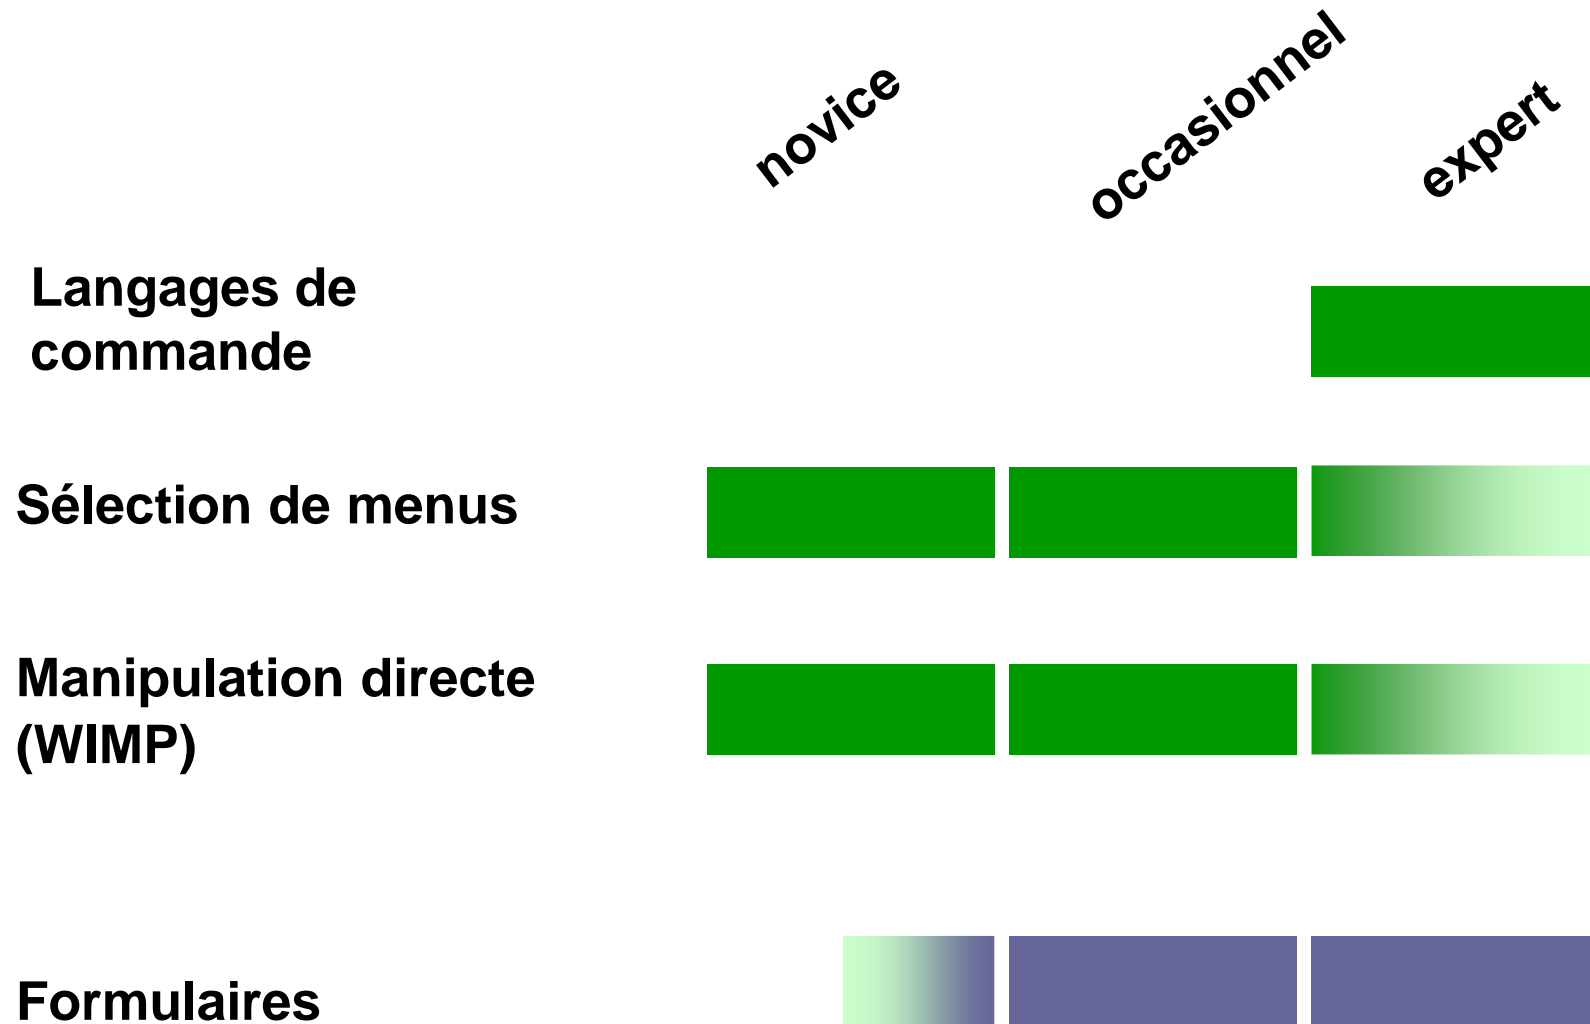 novice
occasionnel
expert
Langages de
commande
Sélection de menus
Manipulation directe
(WIMP)
Formulaires